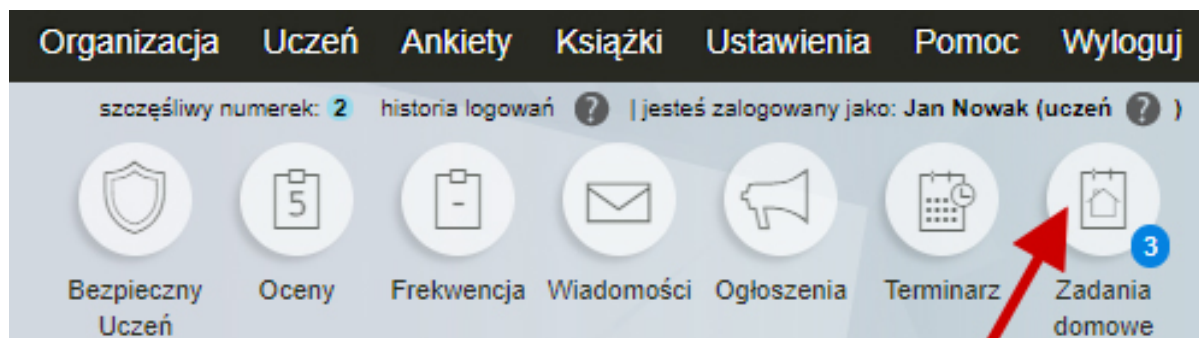 Organizacja Uczeń Ankiety Książki Ustawienia Pomoc Wyloguj
szczęśliwy numerek: 2 historia logowań ? | jesteś zalogowany jako: Jan Nowak (uczeń ? )
5
-
3
Bezpieczny Uczeń
Oceny
Frekwencja
Wiadomości
Ogłoszenia
Terminarz
Zadania domowe